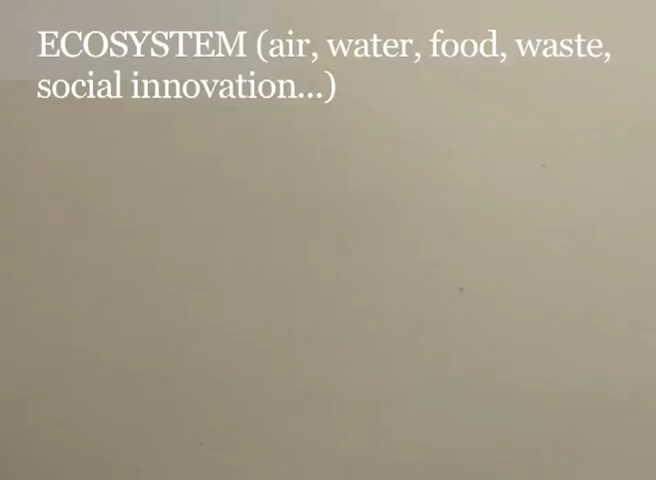 ECOSYSTEM (air, water, food, waste,
social innovation...)